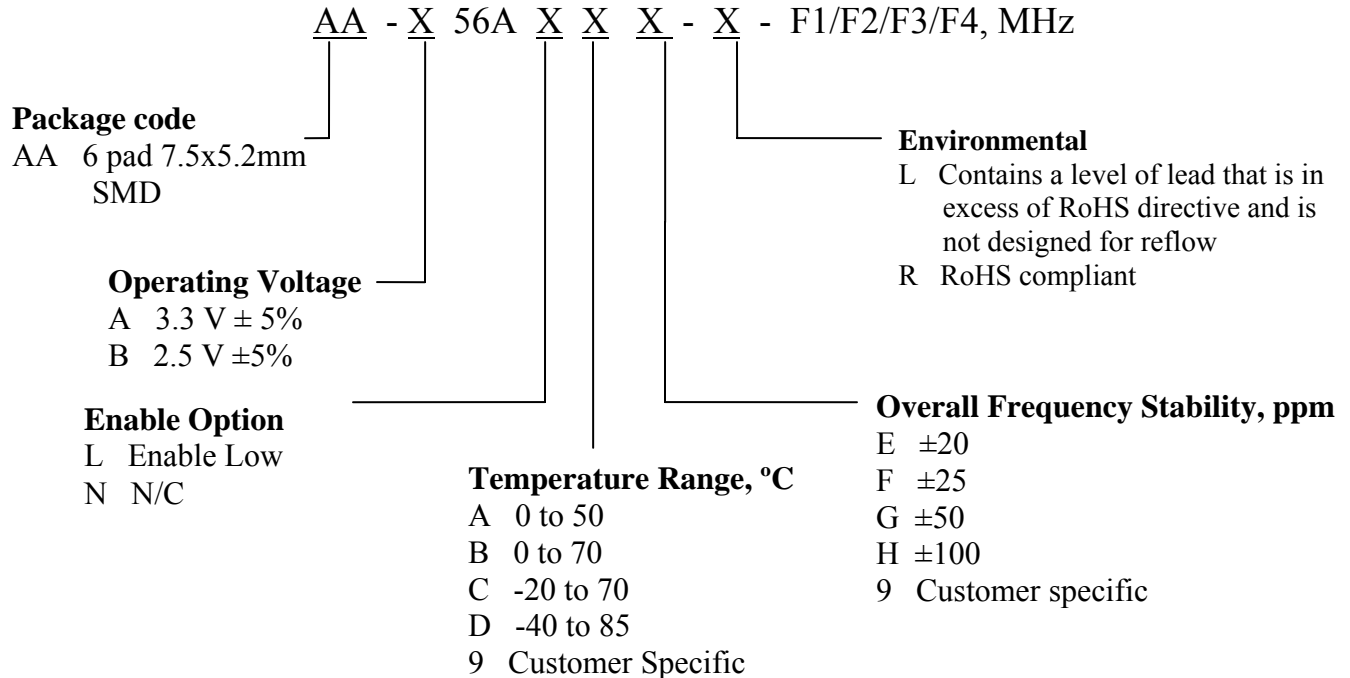 AA - X 56A X X X - X - F1/F2/F3/F4, MHz
Package code
AA 6 pad 7.5x5.2mm
SMD
Operating Voltage
A 3.3 V ± 5%
B 2.5 V ±5%
Enable Option
L Enable Low
N N/C
Temperature Range, ºC
A 0 to 50
B 0 to 70
C -20 to 70
D -40 to 85
9 Customer Specific
Environmental
L Contains a level of lead that is in
excess of RoHS directive and is
not designed for reflow
R RoHS compliant
Overall Frequency Stability, ppm
E ±20
F ±25
G ±50
H ±100
9 Customer specific